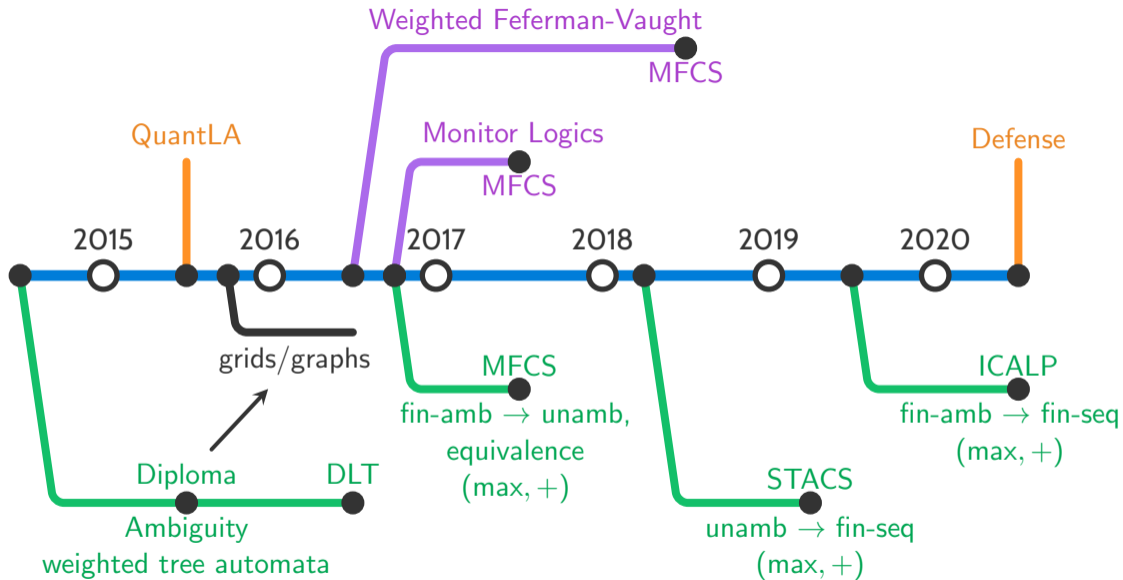 Weighted Feferman-Vaught
MFCS
QuantLA
Monitor Logics
MFCS
Defense
2015
2016
2017
2018
2019
2020
grids/graphs
MFCS
fin-amb → unamb,
equivalence
(max, +)
ICALP
fin-amb → fin-seq
(max, +)
Diploma
DLT
Ambiguity
weighted tree automata
STACS
unamb → fin-seq
(max, +)